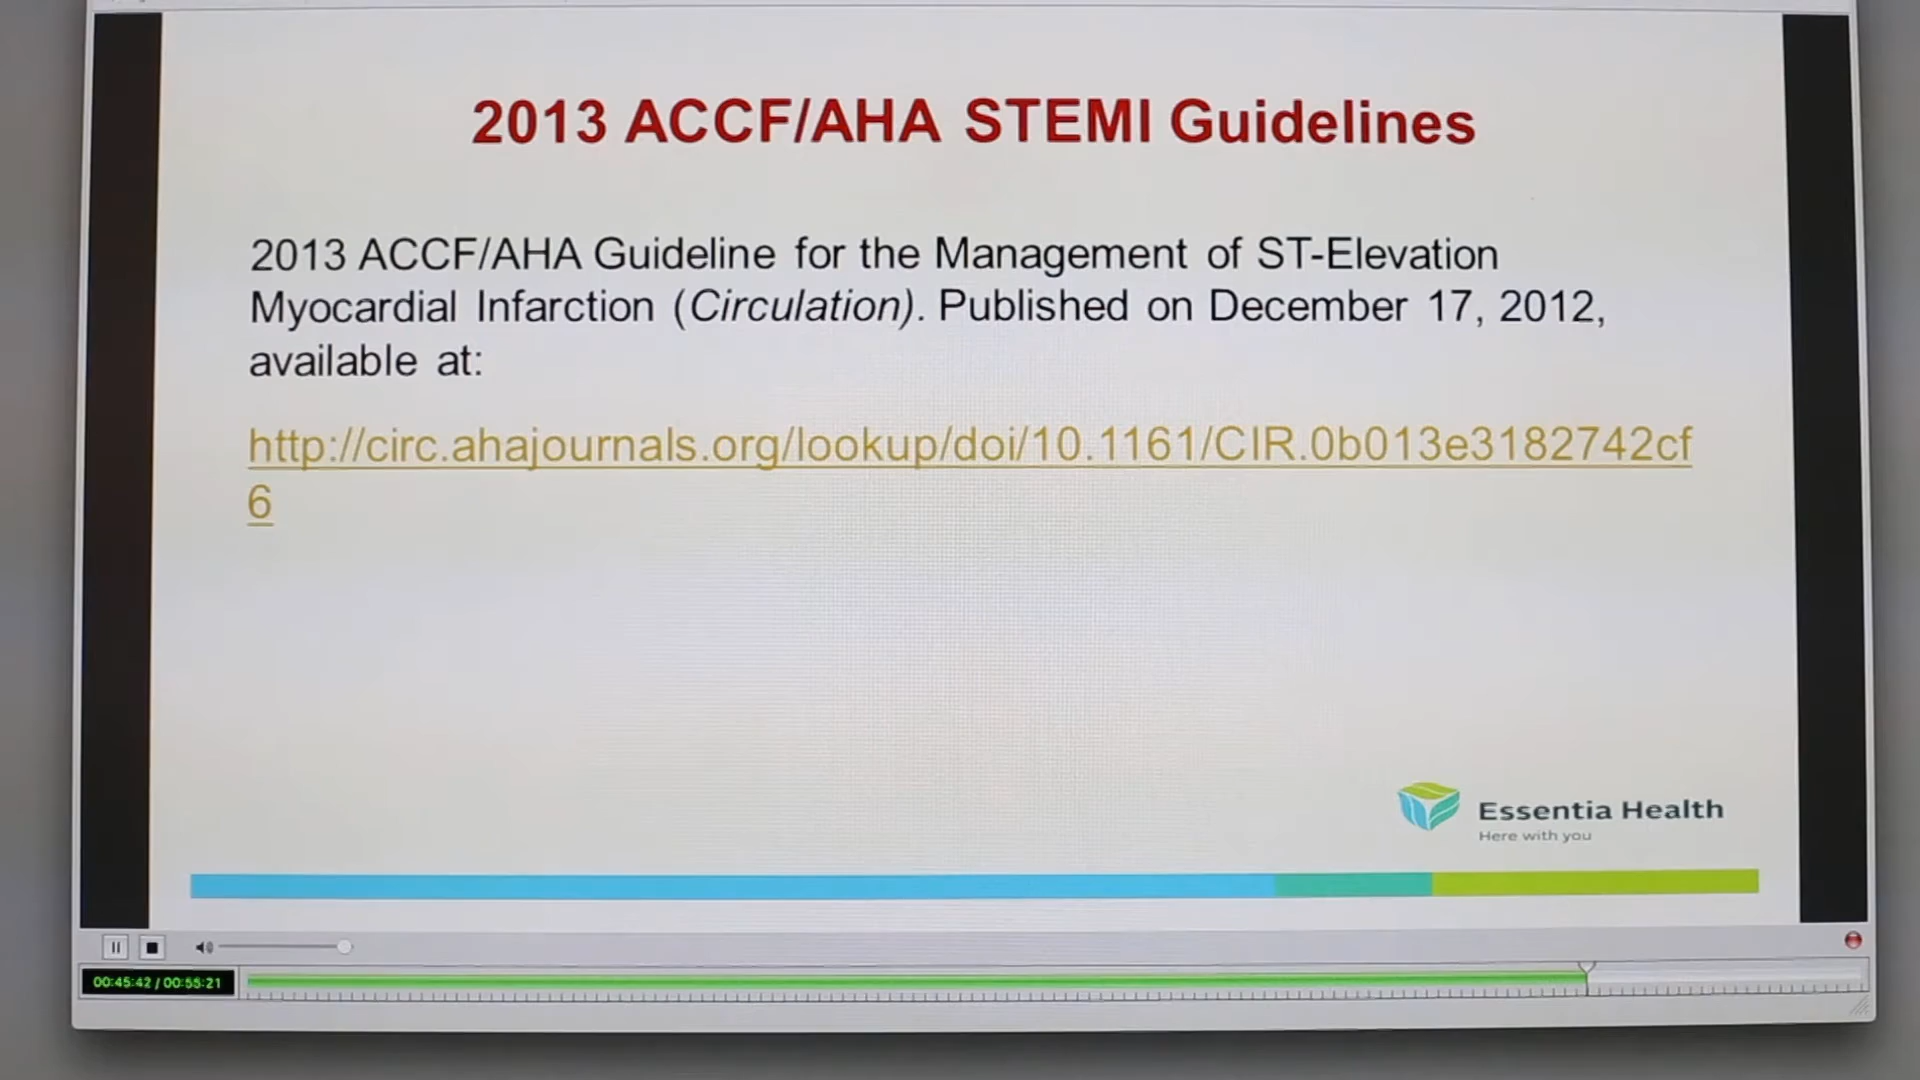 2013 ACCF/AHA STEMI Guidelines
2013 ACCF/AHA Guideline for the Management of ST-Elevation
Myocardial Infarction (Circulation). Published on December 17, 2012,
available at:
http://circ.ahajournals.org/lookup/doi/10.1161/CIR.0b013e3182742cf
6
Essentia Health
Here with you
00:45:42 / 00:55:21